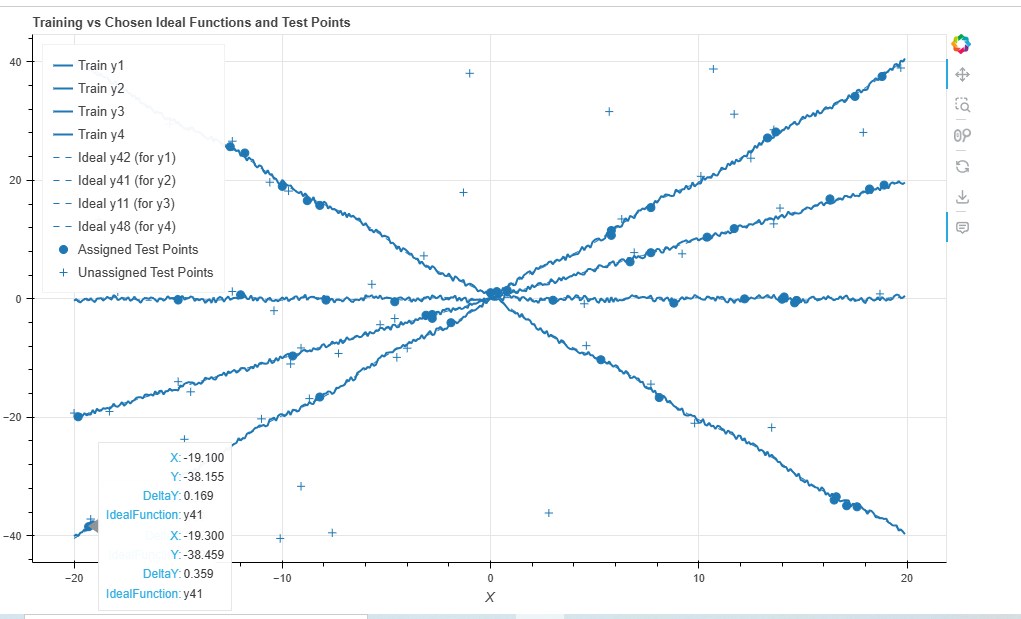 Training vs Chosen Ideal Functions and Test Points
40
20
0
−20
−40
Train y1
Train y2
Train y3
Train y4
Ideal y42 (for y1)
Ideal y41 (for y2)
Ideal y11 (for y3)
Ideal y48 (for y4)
Assigned Test Points
Unassigned Test Points
X: -19.100
Y: -38.155
DeltaY: 0.169
IdealFunction: y41
X: -19.300
Y: -38.459
DeltaY: 0.359
IdealFunction: y41
−20
−10
0
10
20
X